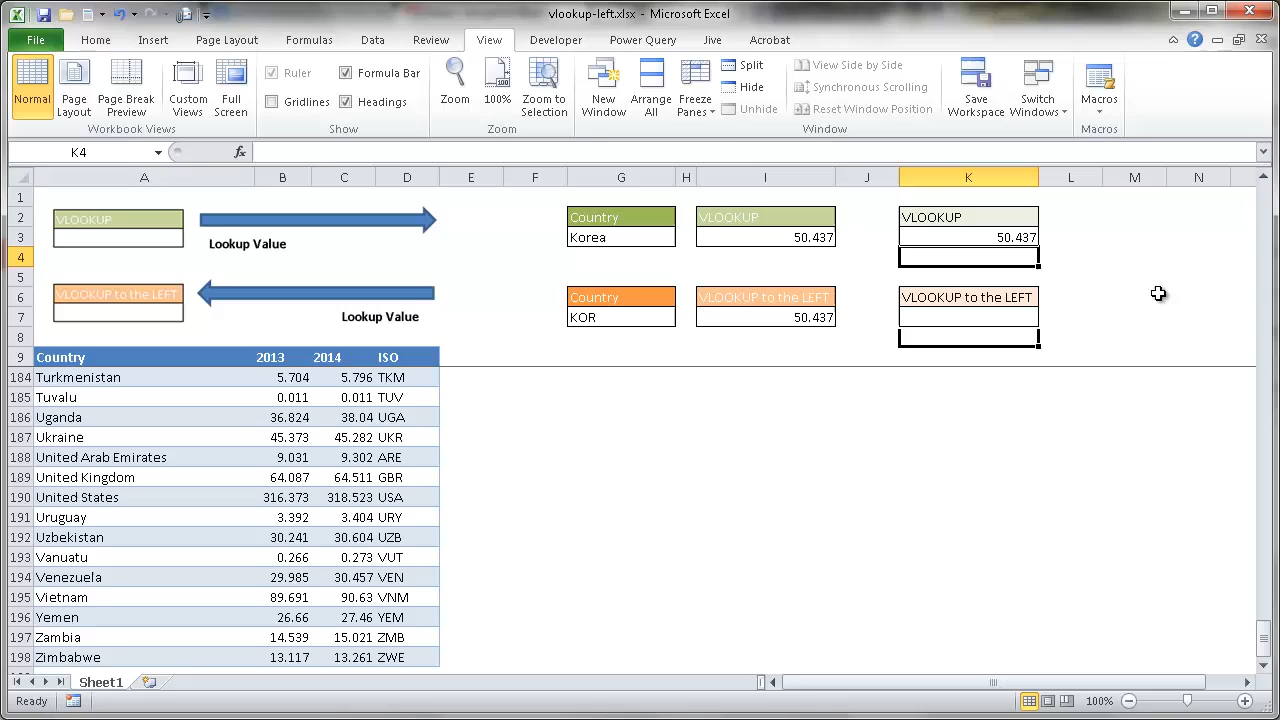 vlookup-left.xlsx - Microsoft Excel
File Home Insert Page Layout Formulas Data Review View Developer Power Query Jive Acrobat
Normal Page Layout Page Break Preview Custom Views Full Screen
Workbook Views
Ruler Formula Bar
Gridlines Headings
Show
Zoom 100% Zoom to Selection
Zoom
New Window Arrange All Freeze Panes
Split
Hide
Unhide
View Side by Side
Synchronous Scrolling
Reset Window Position
Window
Save Workspace Switch Windows
Macros
Macros
K4 fx
A B C D E F G H I J K L M N
1
2 VLOOKUP Country VLOOKUP VLOOKUP
3 Lookup Value Korea 50.437 50.437
4
5
6 VLOOKUP to the LEFT Country VLOOKUP to the LEFT VLOOKUP to the LEFT
7 Lookup Value KOR 50.437
8
9 Country 2013 2014 ISO
184 Turkmenistan 5.704 5.796 TKM
185 Tuvalu 0.011 0.011 TUV
186 Uganda 36.824 38.04 UGA
187 Ukraine 45.373 45.282 UKR
188 United Arab Emirates 9.031 9.302 ARE
189 United Kingdom 64.087 64.511 GBR
190 United States 316.373 318.523 USA
191 Uruguay 3.392 3.404 URY
192 Uzbekistan 30.241 30.604 UZB
193 Vanuatu 0.266 0.273 VUT
194 Venezuela 29.985 30.457 VEN
195 Vietnam 89.691 90.63 VNM
196 Yemen 26.66 27.46 YEM
197 Zambia 14.539 15.021 ZMB
198 Zimbabwe 13.117 13.261 ZWE
Sheet1
Ready 100%